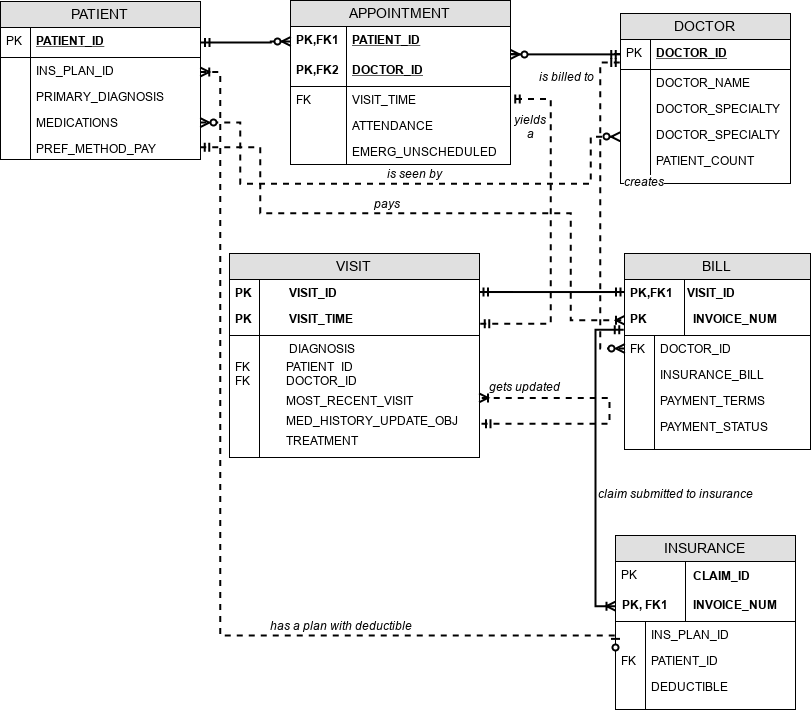 PATIENT
PK PATIENT_ID
INS_PLAN_ID
PRIMARY_DIAGNOSIS
MEDICATIONS
PREF_METHOD_PAY
APPOINTMENT
PK,FK1 PATIENT_ID
PK,FK2 DOCTOR_ID
FK VISIT_TIME
ATTENDANCE
EMERG_UNSCHEDULED
DOCTOR
PK DOCTOR_ID
DOCTOR_NAME
DOCTOR_SPECIALTY
DOCTOR_SPECIALTY
PATIENT_COUNT
is billed to
yields
a
is seen by
creates
pays
VISIT
PK VISIT_ID
PK VISIT_TIME
DIAGNOSIS
FK PATIENT_ID
FK DOCTOR_ID
MOST_RECENT_VISIT
MED_HISTORY_UPDATE_OBJ
TREATMENT
gets updated
BILL
PK,FK1 VISIT_ID
PK INVOICE_NUM
FK DOCTOR_ID
INSURANCE_BILL
PAYMENT_TERMS
PAYMENT_STATUS
claim submitted to insurance
INSURANCE
PK CLAIM_ID
PK, FK1 INVOICE_NUM
INS_PLAN_ID
FK PATIENT_ID
DEDUCTIBLE
has a plan with deductible